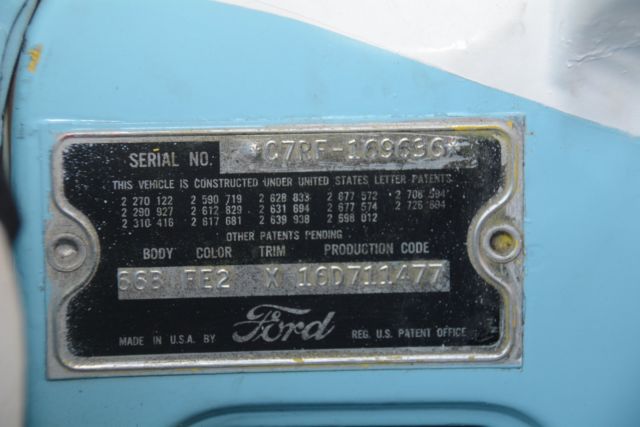 SERIAL NO. *C7RF-169636*
THIS VEHICLE IS CONSTRUCTED UNDER UNITED STATES LETTER PATENTS
2 270 122 2 590 719 2 628 833 2 677 572 2 706 594
2 290 927 2 612 829 2 631 694 2 677 574 2 726 894
2 310 416 2 617 681 2 639 938 2 698 012
OTHER PATENTS PENDING
BODY COLOR TRIM PRODUCTION CODE
66B FE2 X 16D711477
MADE IN U.S.A. BY Ford REG. U.S. PATENT OFFICE